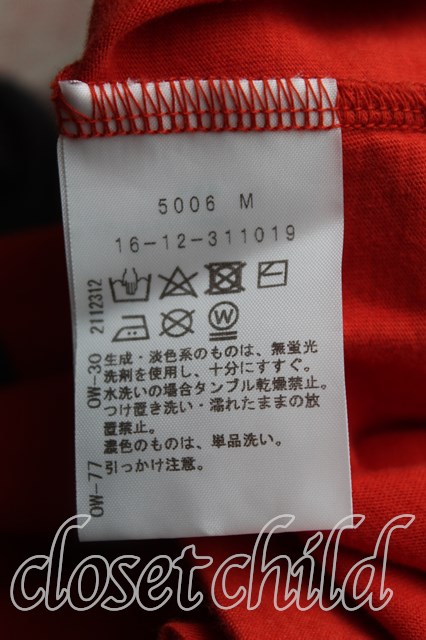 5006 M
16-12-311019
W
生成・淡色系のものは、無蛍光
洗剤を使用し、十分にすすぐ。
水洗いの場合タンブル乾燥禁止。
つけ置き洗い・濡れたままの放
置禁止。
濃色のものは、単品洗い。
引っかけ注意。
OW-77 OW-30 2112312
closet child